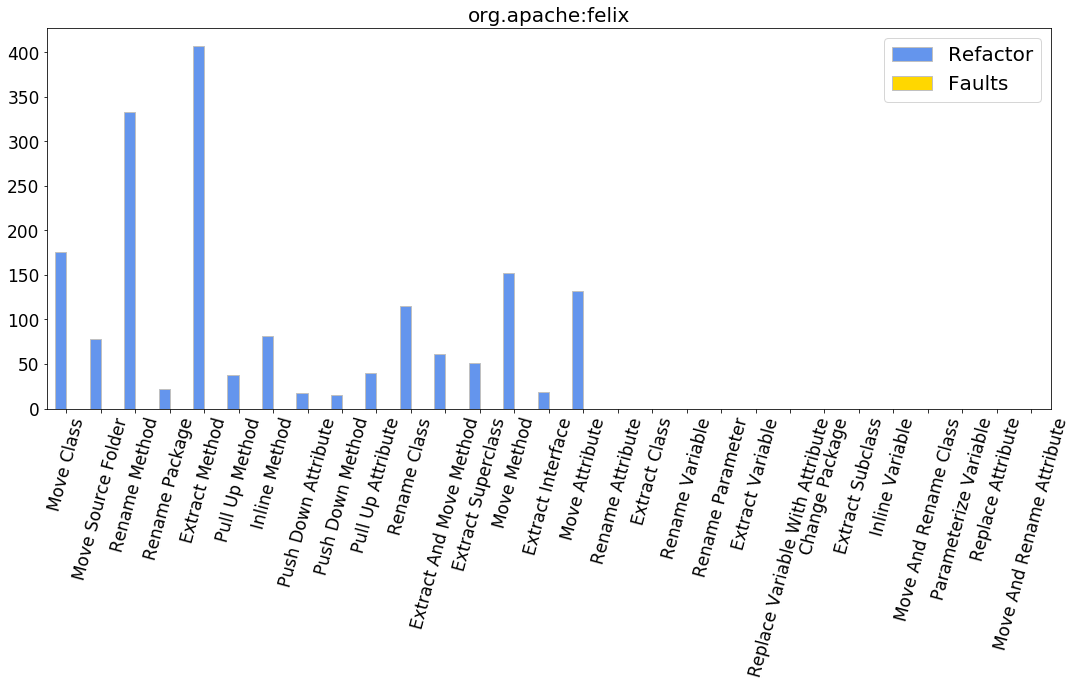 org.apache:felix
Refactor
Faults
400
350
300
250
200
150
100
50
0
Move Class
Move Source Folder
Rename Method
Rename Package
Extract Method
Pull Up Method
Inline Method
Push Down Attribute
Push Down Method
Pull Up Attribute
Rename Class
Extract And Move Method
Extract Superclass
Move Method
Extract Interface
Move Attribute
Rename Attribute
Extract Class
Rename Variable
Rename Parameter
Extract Variable
Replace Variable With Attribute
Change Package
Extract Subclass
Inline Variable
Move And Rename Class
Parameterize Variable
Replace Attribute
Move And Rename Attribute